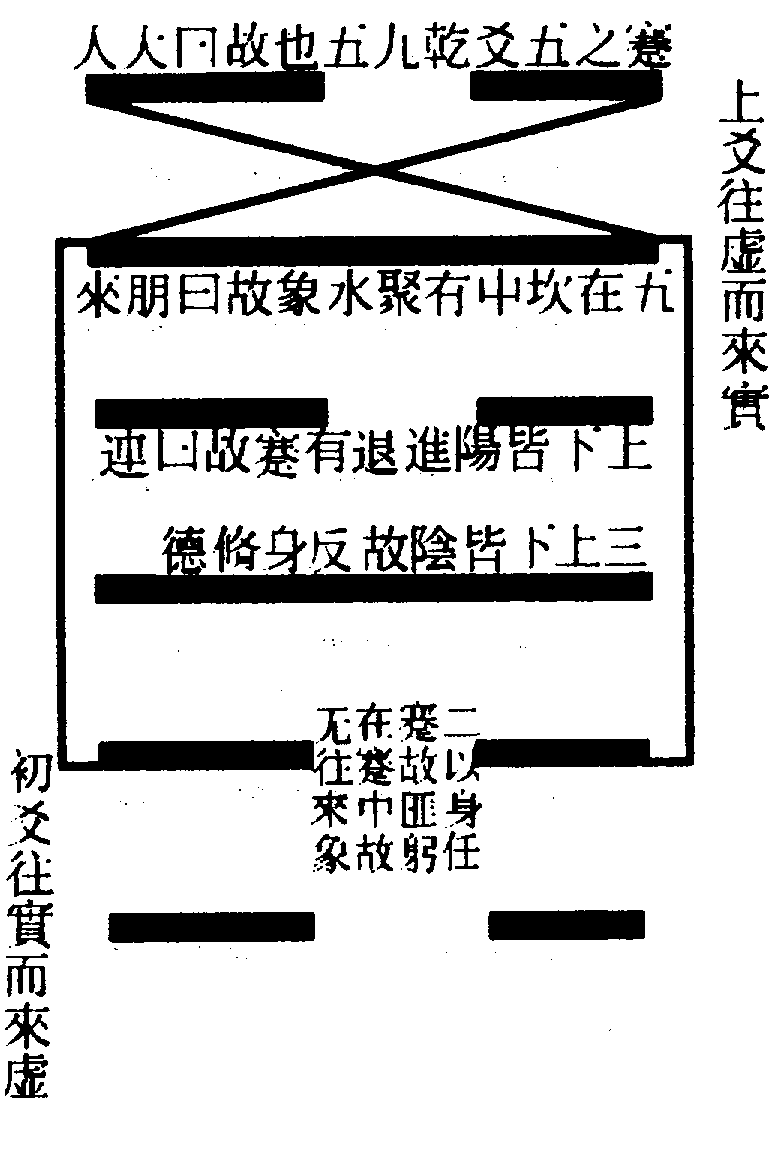 上爻往虛而來實
蹇之五爻乾九五也故曰大人
九在坎中有聚水象故曰朋來
上下皆陽進退有蹇故曰連
三上下皆陰故反身脩德
二以身任
蹇故匪躬
在蹇中故
无往來象
初爻往實而來虛